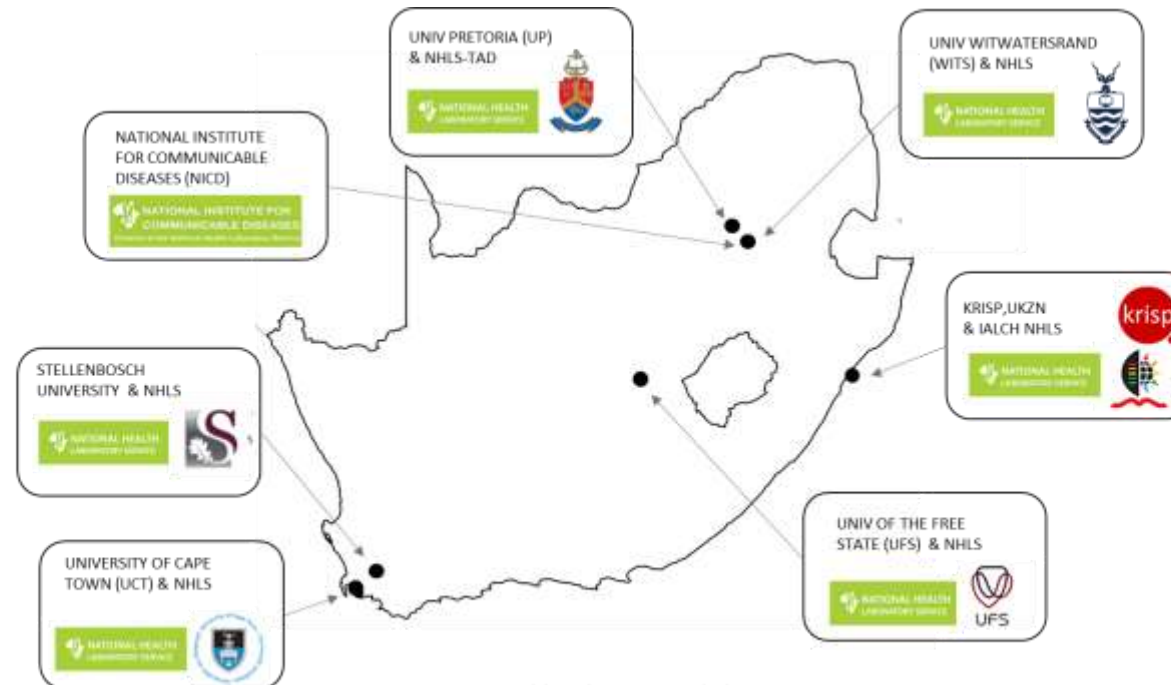 UNIV PRETORIA (UP)
& NHLS-TAD
NATIONAL HEALTH
LABORATORY SERVICE
UNIV WITWATERSRAND
(WITS) & NHLS
NATIONAL HEALTH
LABORATORY SERVICE
NATIONAL INSTITUTE
FOR COMMUNICABLE
DISEASES (NICD)
NATIONAL INSTITUTE FOR
COMMUNICABLE DISEASES
KRISP,UKZN
& IALCH NHLS
krisp
NATIONAL HEALTH
LABORATORY SERVICE
STELLENBOSCH
UNIVERSITY & NHLS
NATIONAL HEALTH
LABORATORY SERVICE
S
UNIV OF THE FREE
STATE (UFS) & NHLS
NATIONAL HEALTH
LABORATORY SERVICE
UFS
UNIVERSITY OF CAPE
TOWN (UCT) & NHLS
NATIONAL HEALTH
LABORATORY SERVICE